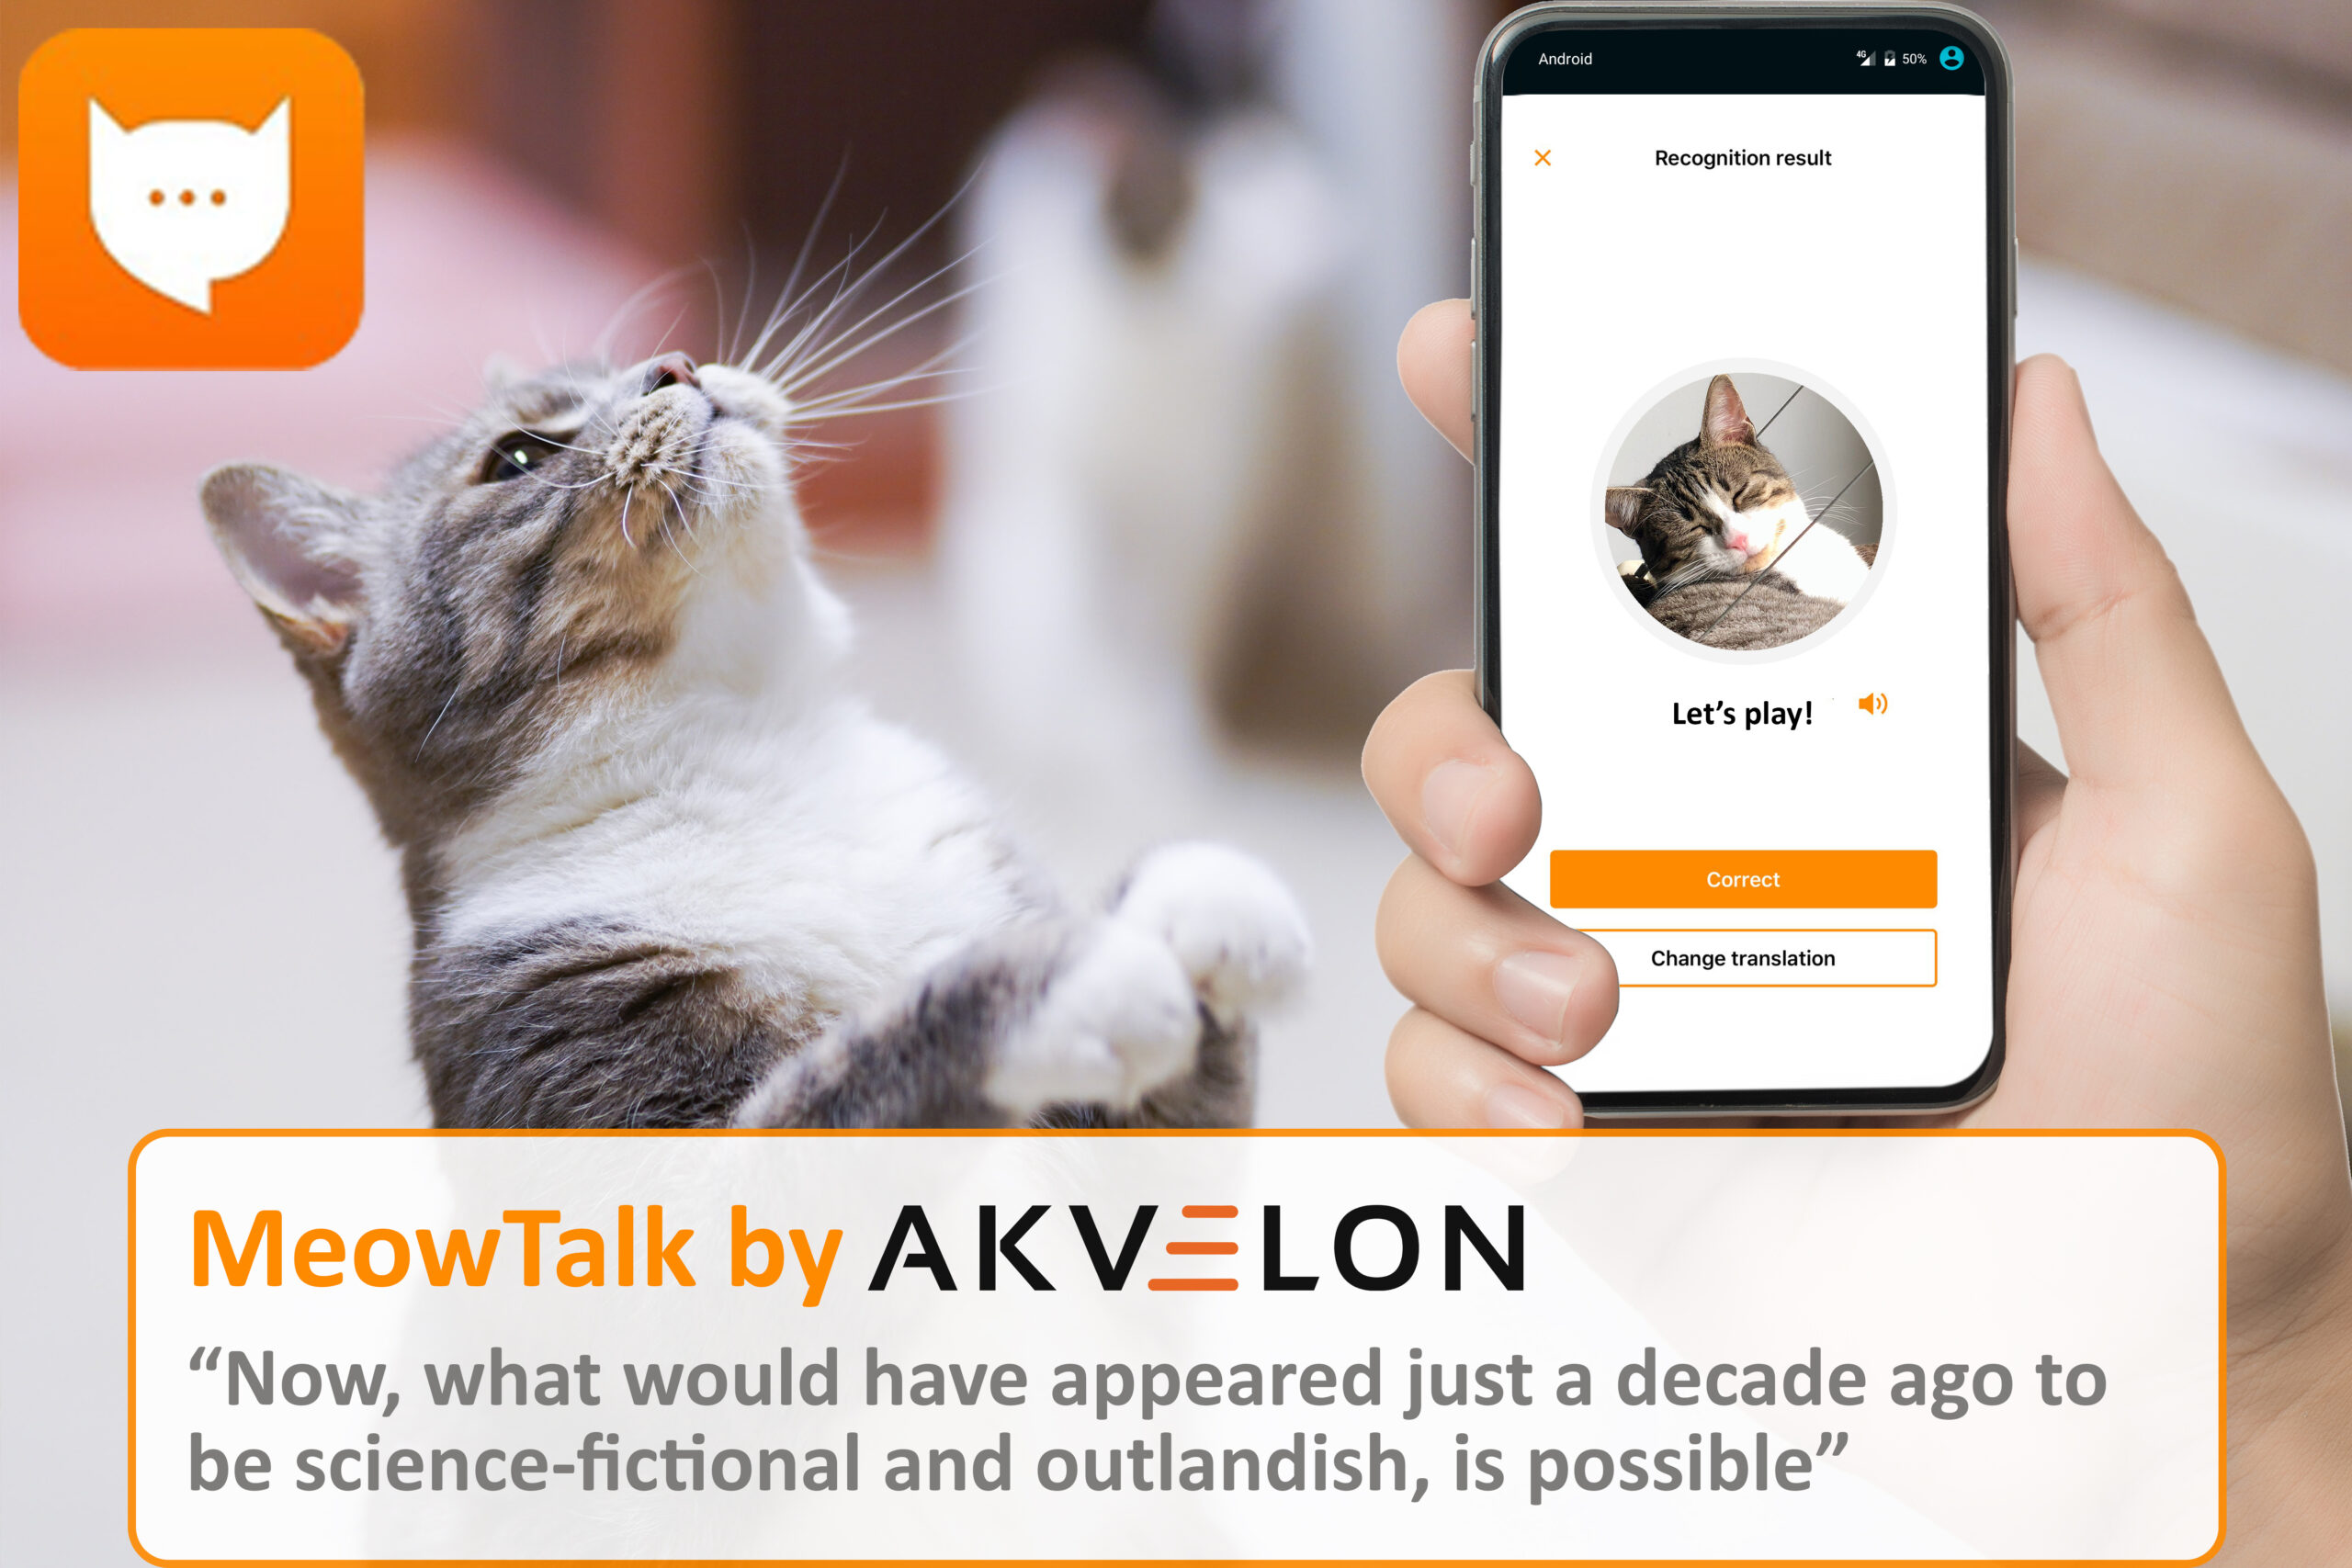 Android
4G 50%
Recognition result
Let's play!
Correct
Change translation
MeowTalk by AKVELON
“Now, what would have appeared just a decade ago to
be science-fictional and outlandish, is possible”